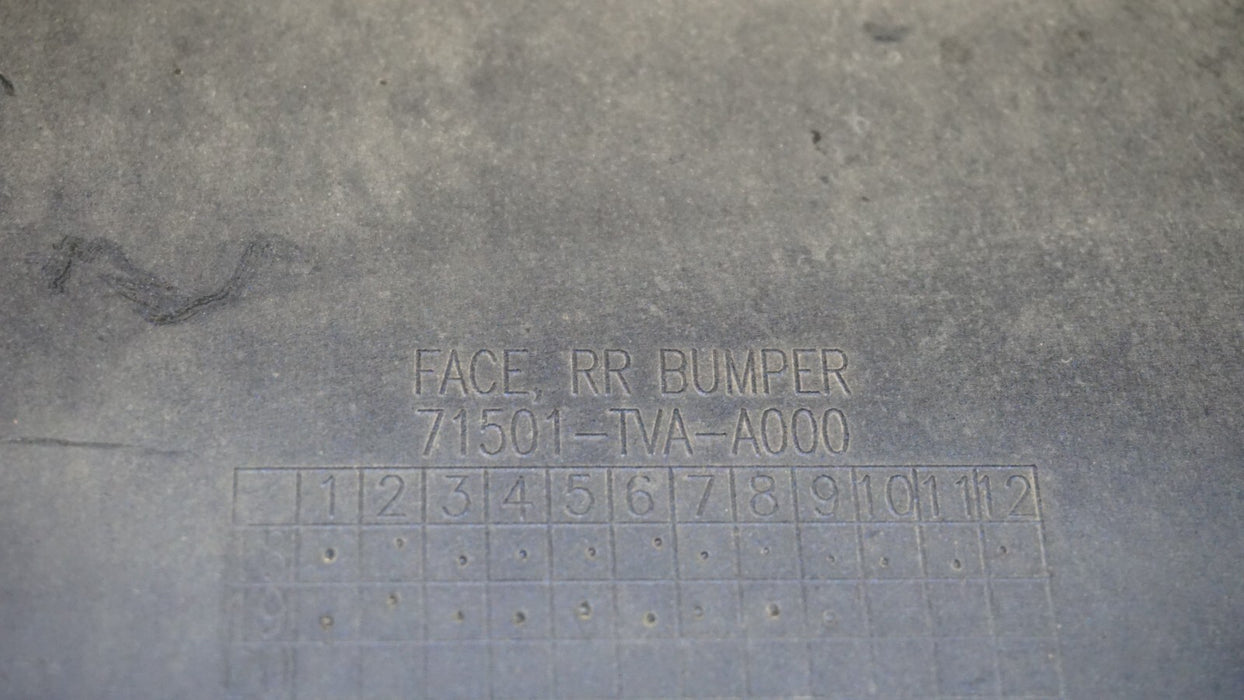 FACE, RR BUMPER
71501-TVA-A000
1 2 3 4 5 6 7 8 9 10 11 12